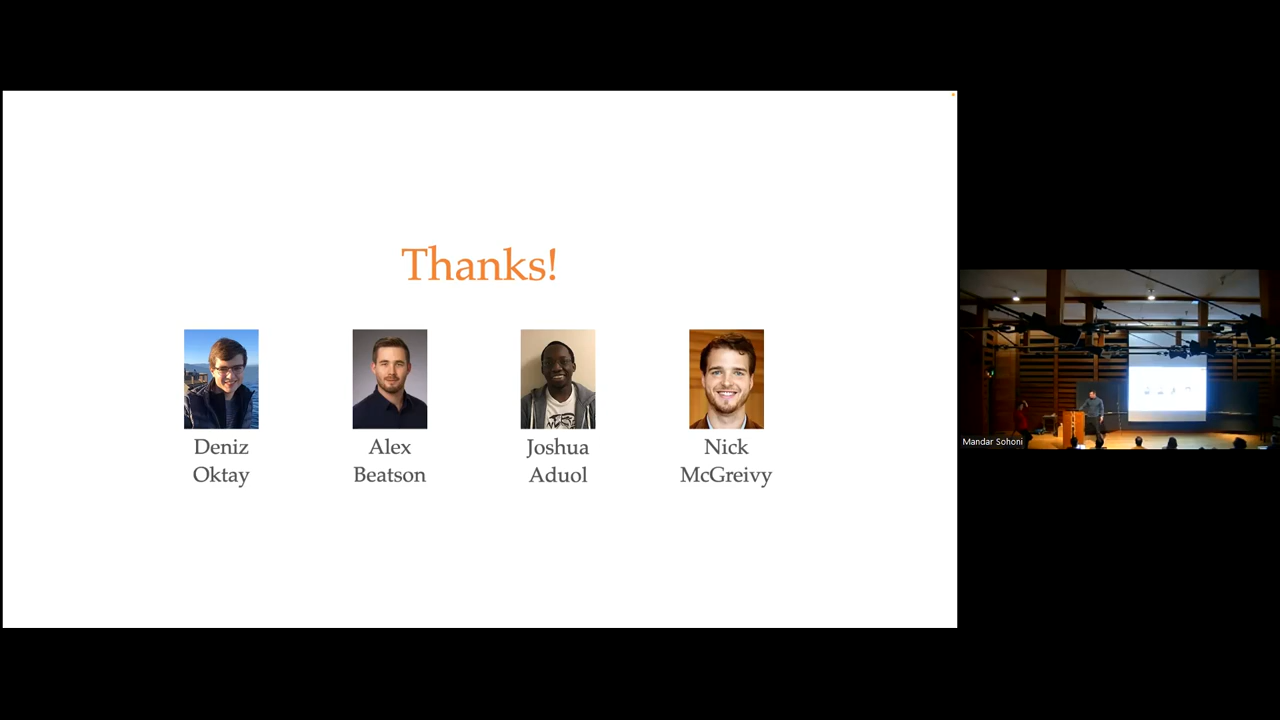 Thanks!
Deniz
Oktay
Alex
Beatson
Joshua
Aduol
Nick
McGreivy
Mandar Sohoni